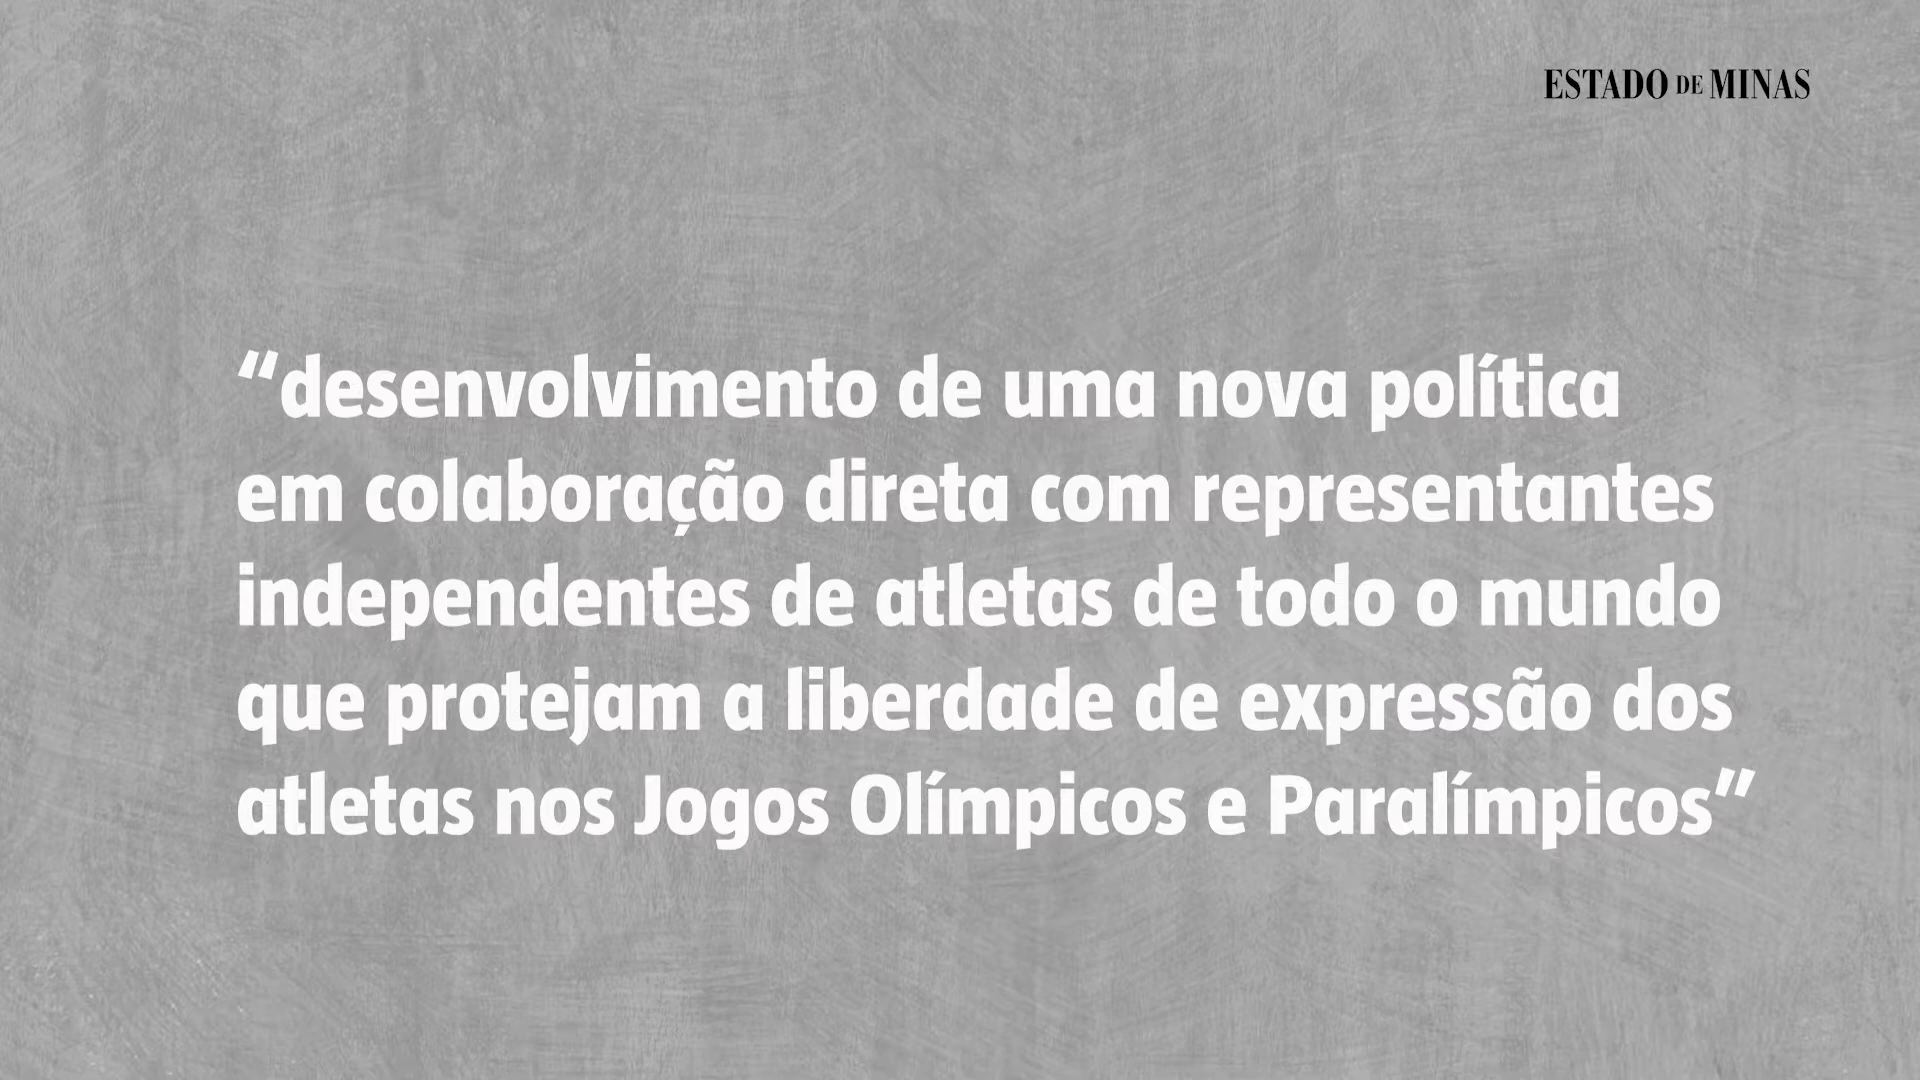 ESTADO DE MINAS
“desenvolvimento de uma nova política
em colaboração direta com representantes
independentes de atletas de todo o mundo
que protejam a liberdade de expressão dos
atletas nos Jogos Olímpicos e Paralímpicos”